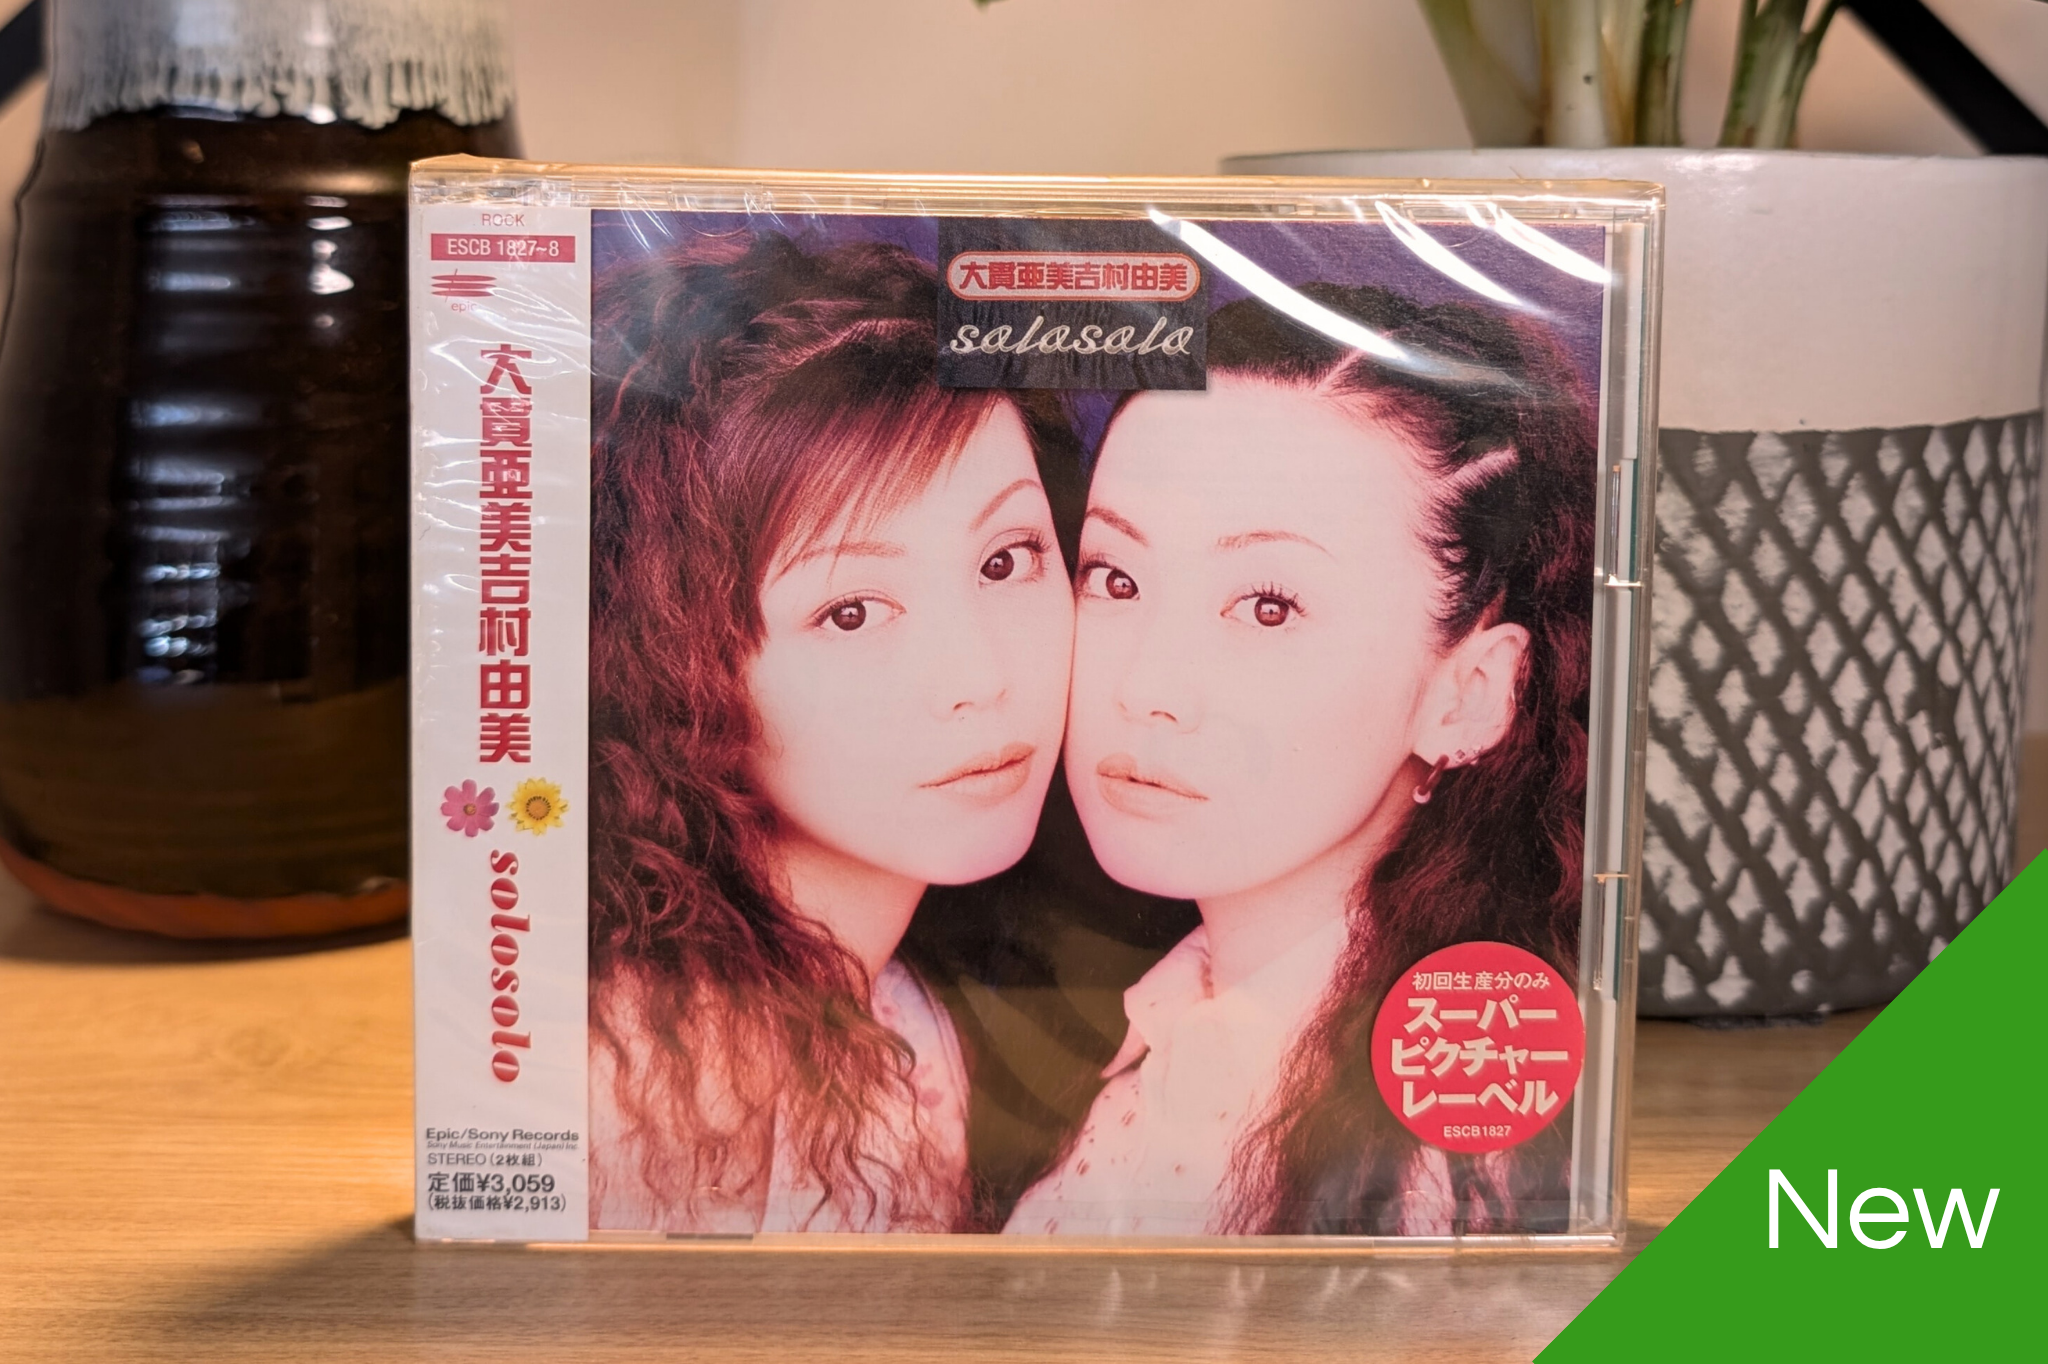 ROCK
ESCB 1827~8
epic
大貫亜美吉村由美
solosolo
Epic/Sony Records
Sony Music Entertainment (Japan) Inc.
STEREO (2枚組)
定価¥3,059
(税抜価格¥2,913)
大貫亜美吉村由美
solosolo
初回生産分のみ
スーパー
ピクチャー
レーベル
ESCB1827
New